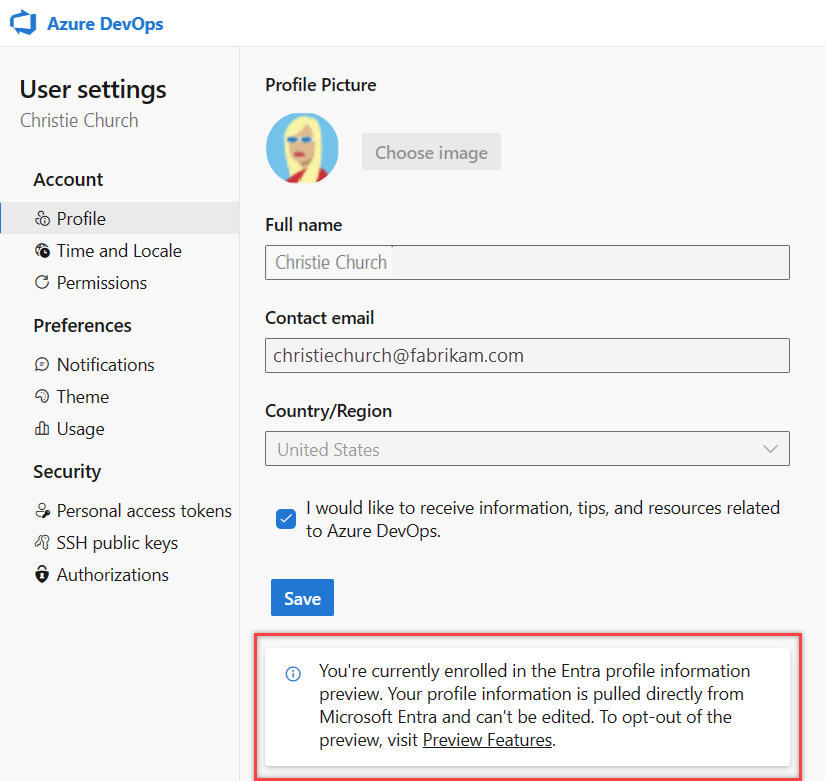 Azure DevOps
User settings
Christie Church
Account
Profile
Time and Locale
Permissions
Preferences
Notifications
Theme
Usage
Security
Personal access tokens
SSH public keys
Authorizations
Profile Picture
Choose image
Full name
Christie Church
Contact email
christiechurch@fabrikam.com
Country/Region
United States
I would like to receive information, tips, and resources related
to Azure DevOps.
Save
You're currently enrolled in the Entra profile information
preview. Your profile information is pulled directly from
Microsoft Entra and can't be edited. To opt-out of the
preview, visit Preview Features.